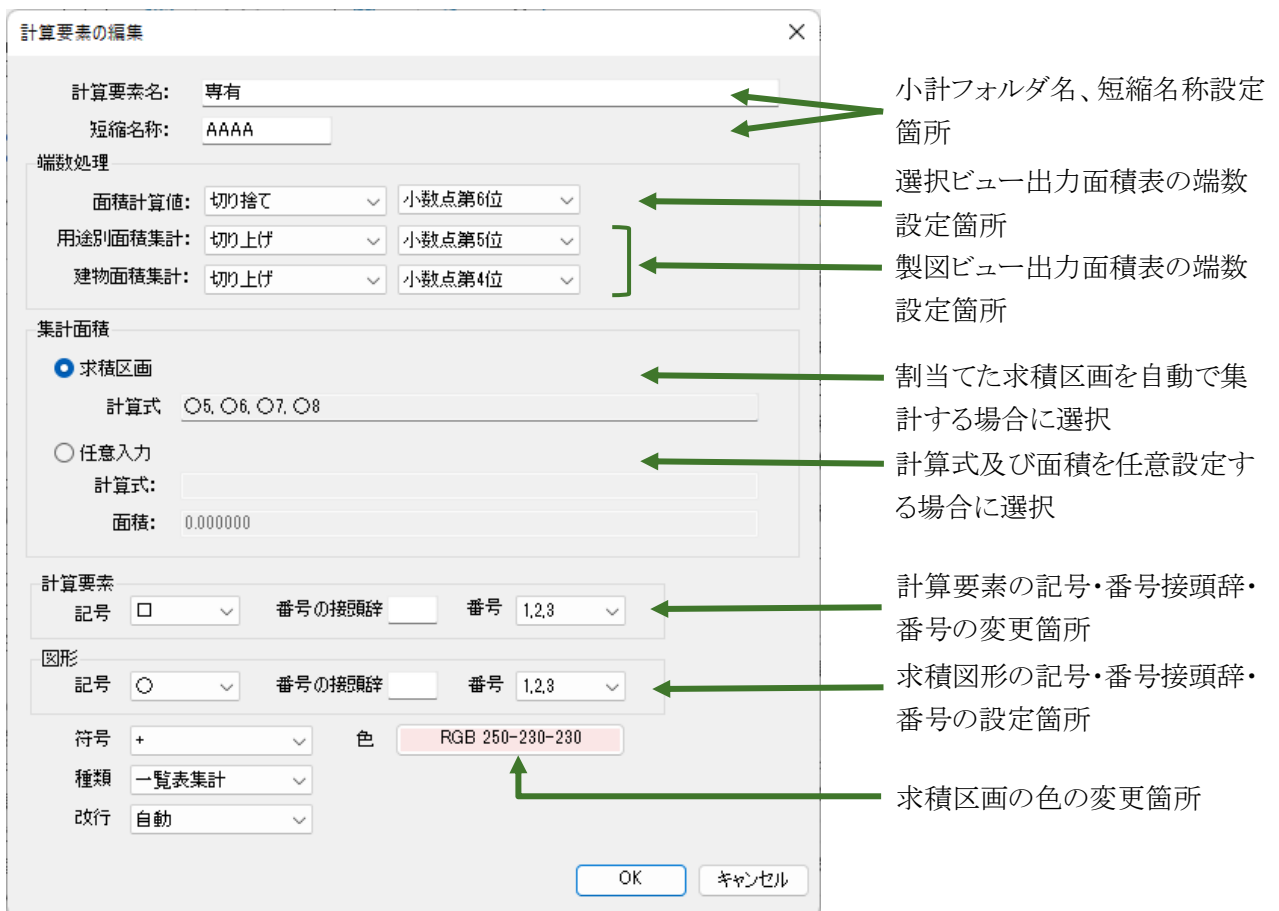 計算要素の編集
計算要素名: 専有
短縮名称: AAAA
小計フォルダ名、短縮名称設定
箇所
端数処理
面積計算値: 切り捨て 小数点第6位
用途別面積集計: 切り上げ 小数点第5位
建物面積集計: 切り上げ 小数点第4位
選択ビュー出力面積表の端数
設定箇所
製図ビュー出力面積表の端数
設定箇所
集計面積
求積区画
計算式 〇5, 〇6, 〇7, 〇8
割当てた求積区画を自動で集
計する場合に選択
任意入力
計算式:
面積: 0.000000
計算式及び面積を任意設定す
る場合に選択
計算要素
記号 □ 番号の接頭辞 番号 1,2,3
計算要素の記号・番号接頭辞・
番号の変更箇所
図形
記号 〇 番号の接頭辞 番号 1,2,3
求積図形の記号・番号接頭辞・
番号の設定箇所
符号 + 色 RGB 250-230-230
種類 一覧表集計
改行 自動
求積区画の色の変更箇所
OK キャンセル